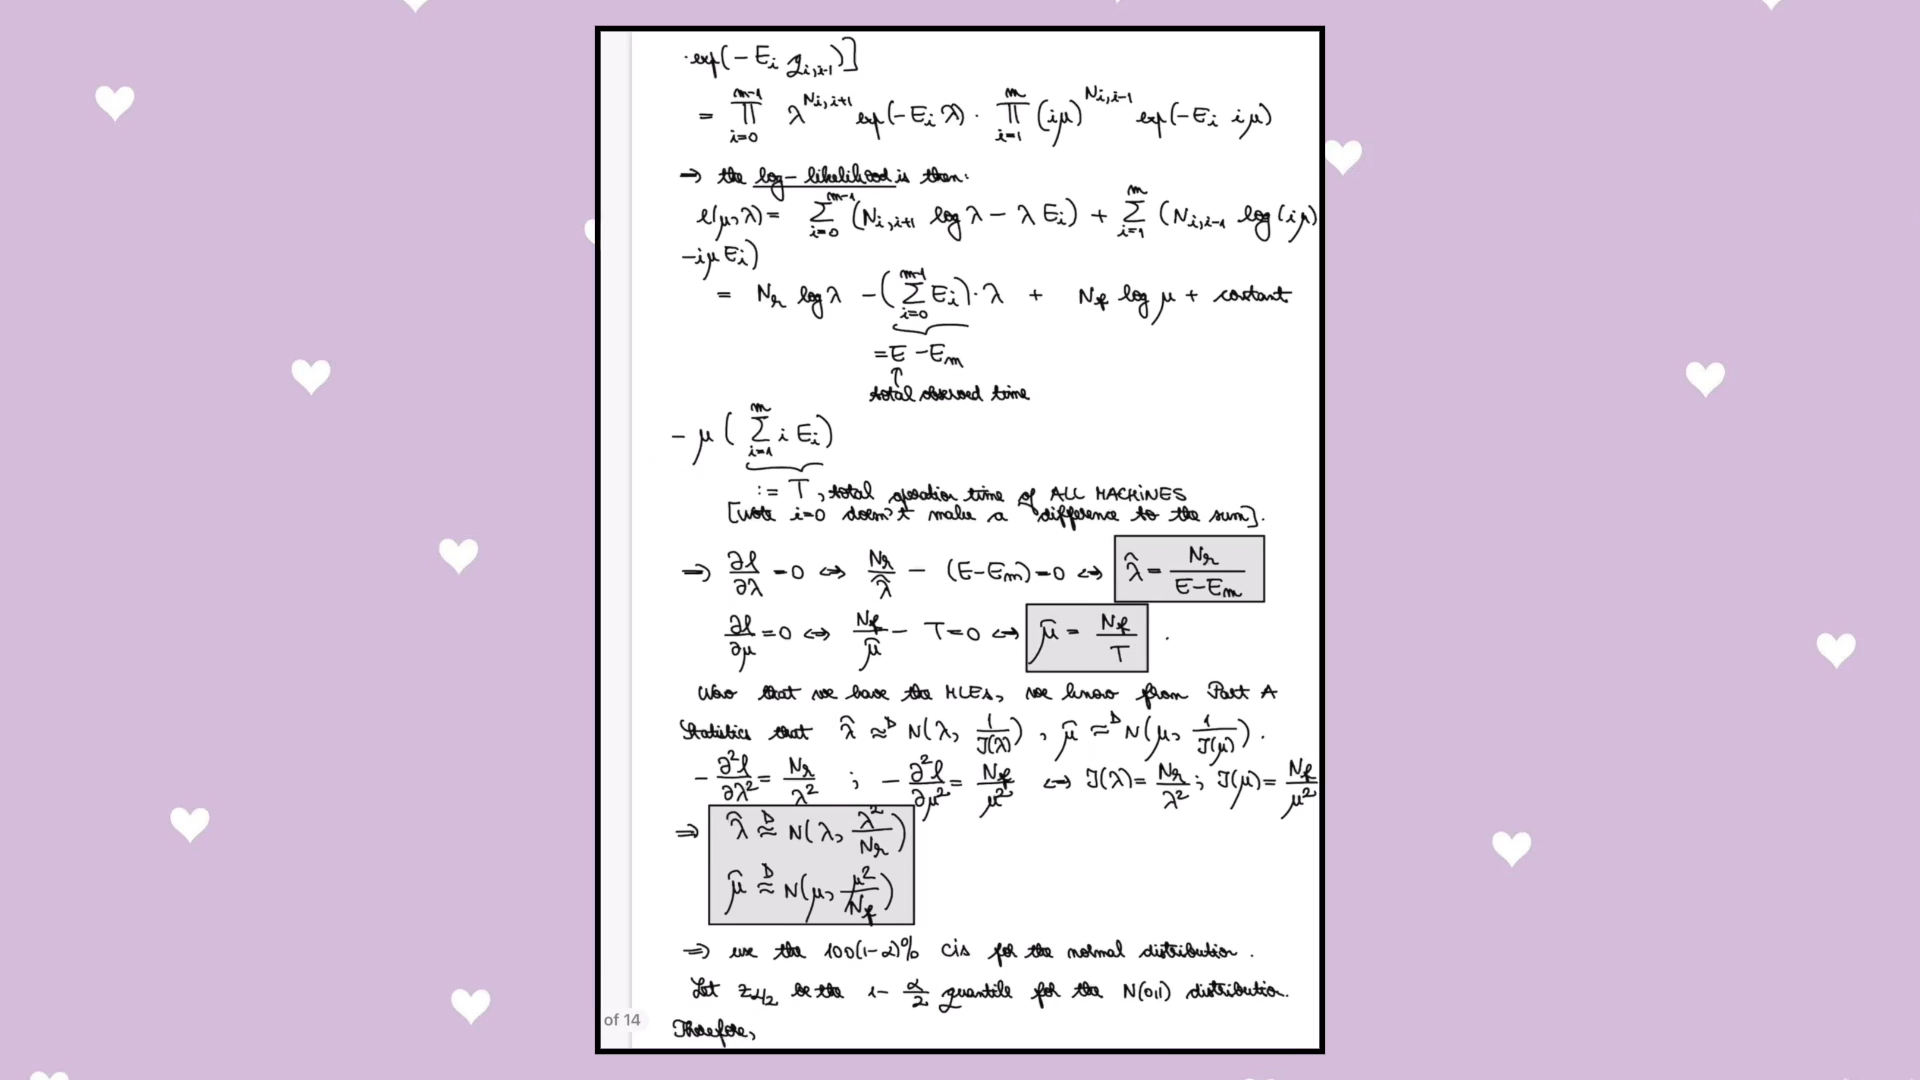 · exp(-E_i q_{i,i-1})]
= ∏_{i=0}^{m-1} λ^{N_{i,i+1}} exp(-E_i λ) · ∏_{i=1}^{m} (iμ)^{N_{i,i-1}} exp(-E_i iμ)
⇒ the log-likelihood is then:
ℓ(μ,λ) = ∑_{i=0}^{m-1} (N_{i,i+1} log λ - λ E_i) + ∑_{i=1}^{m} (N_{i,i-1} log(iμ)
-iμ E_i)
= N_r log λ - (∑_{i=0}^{m-1} E_i) · λ + N_f log μ + constant
= E - E_m
↑
total observed time
- μ (∑_{i=1}^{m} i E_i)
:= T, total operation time of ALL MACHINES
[Note i=0 doesn't make a difference to the sum].
⇒ ∂ℓ/∂λ = 0 ⇔ N_r/λ̂ - (E-E_m) = 0 ⇔ λ̂ = N_r/(E-E_m)
∂ℓ/∂μ = 0 ⇔ N_f/μ̂ - T = 0 ⇔ μ̂ = N_f/T .
Now that we have the MLEs, we know from Part A
Statistics that λ̂ ≈^D N(λ, 1/J(λ)), μ̂ ≈^D N(μ, 1/J(μ)).
- ∂²ℓ/∂λ² = N_r/λ² ; - ∂²ℓ/∂μ² = N_f/μ² ⇔ J(λ) = N_r/λ² ; J(μ) = N_f/μ²
⇒ λ̂ ≈^D N(λ, λ²/N_r)
μ̂ ≈^D N(μ, μ²/N_f)
⇒ use the 100(1-α)% CIs for the normal distribution.
Let z_{α/2} be the 1 - α/2 quantile for the N(0,1) distribution.
of 14
Therefore,